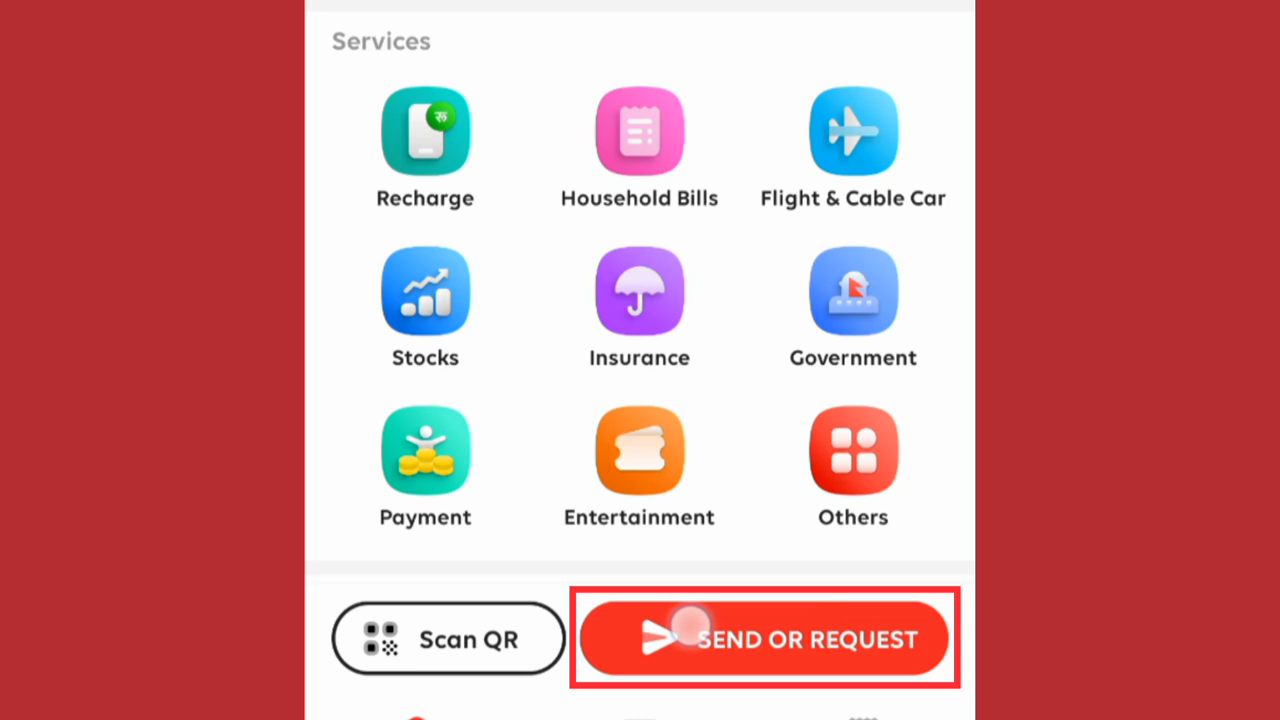 Services
रू
Recharge
Household Bills
Flight & Cable Car
Stocks
Insurance
Government
Payment
Entertainment
Others
Scan QR
SEND OR REQUEST